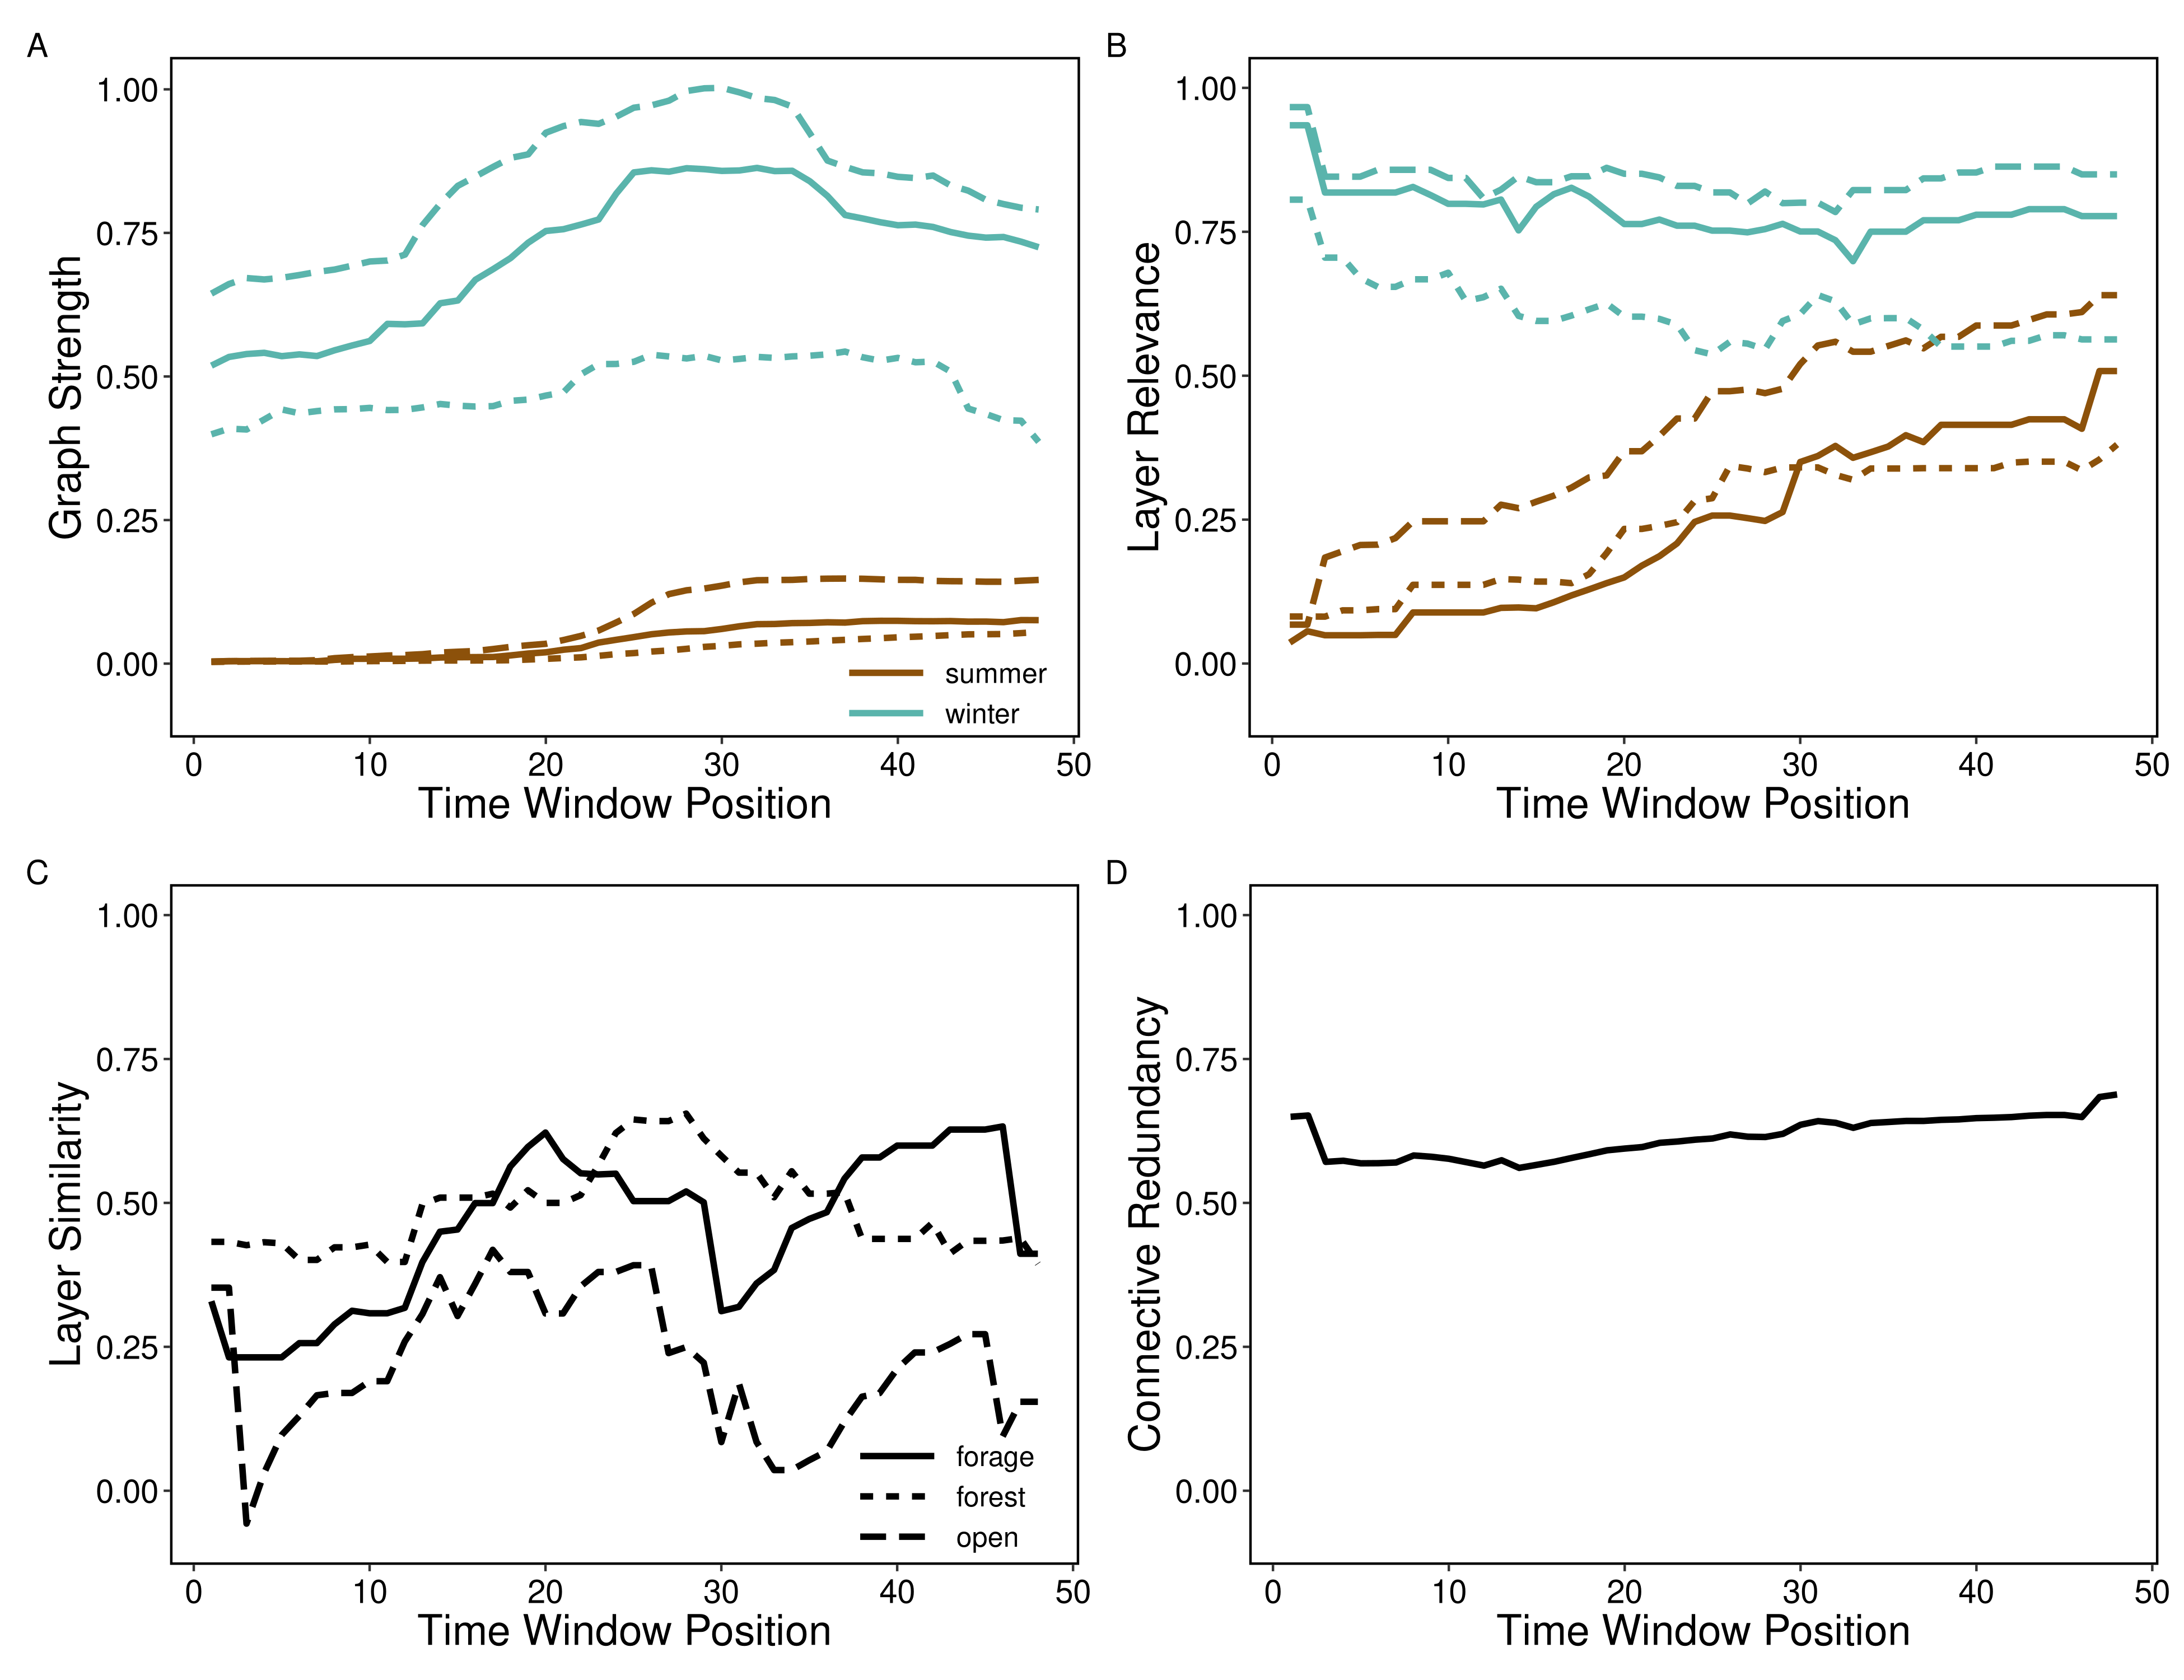 A
Graph Strength
1.00
0.75
0.50
0.25
0.00
summer
winter
0 10 20 30 40 50
Time Window Position
B
Layer Relevance
1.00
0.75
0.50
0.25
0.00
0 10 20 30 40 50
Time Window Position
C
Layer Similarity
1.00
0.75
0.50
0.25
0.00
forage
forest
open
0 10 20 30 40 50
Time Window Position
D
Connective Redundancy
1.00
0.75
0.50
0.25
0.00
0 10 20 30 40 50
Time Window Position